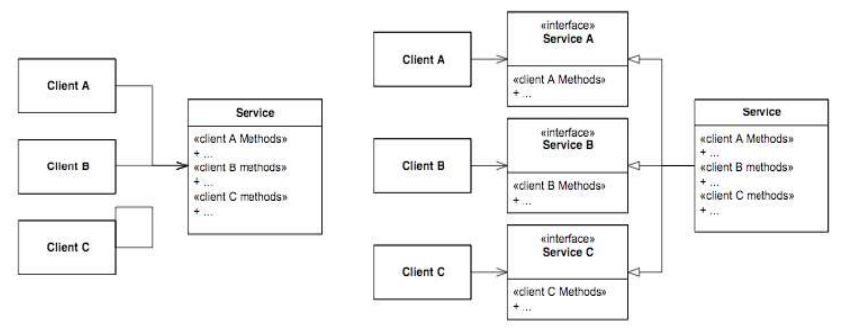 Client A
Client B
Client C
Service
«client A Methods»
+ ...
«client B methods»
+ ...
«client C methods»
+ ...
Client A
Client B
Client C
«interface»
Service A
«client A Methods»
+ ...
«interface»
Service B
«client B Methods»
+ ...
«interface»
Service C
«client C Methods»
+ ...
Service
«client A Methods»
+ ...
«client B methods»
+ ...
«client C methods»
+ ...